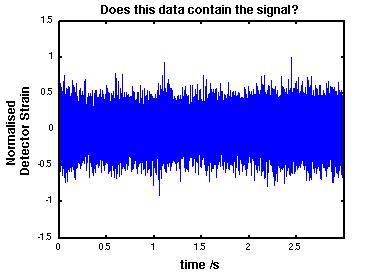 Does this data contain the signal?
1.5
1
0.5
0
-0.5
-1
-1.5
Normalised
Detector Strain
0 0.5 1 1.5 2 2.5
time /s